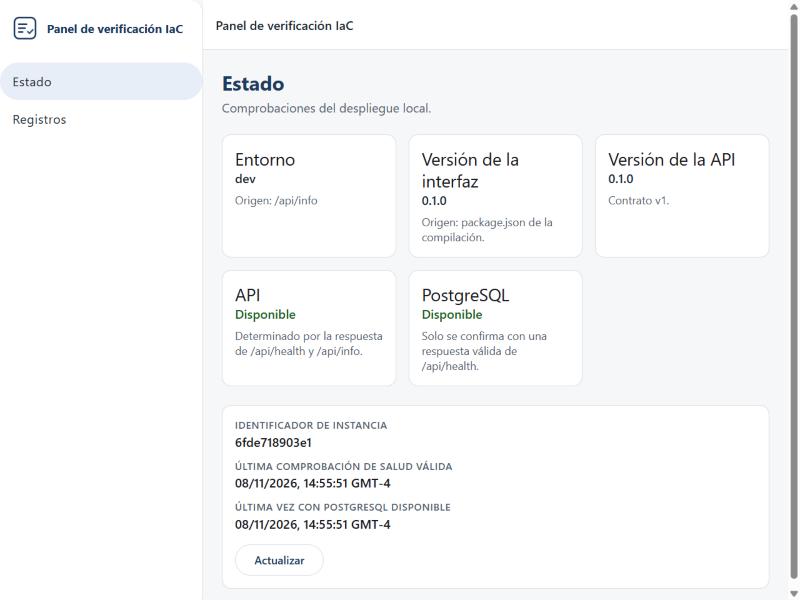 Panel de verificación IaC
Panel de verificación IaC
Estado
Registros
Estado
Comprobaciones del despliegue local.
Entorno
dev
Origen: /api/info
Versión de la
interfaz
0.1.0
Origen: package.json de la
compilación.
Versión de la API
0.1.0
Contrato v1.
API
Disponible
Determinado por la respuesta
de /api/health y /api/info.
PostgreSQL
Disponible
Solo se confirma con una
respuesta válida de
/api/health.
IDENTIFICADOR DE INSTANCIA
6fde718903e1
ÚLTIMA COMPROBACIÓN DE SALUD VÁLIDA
08/11/2026, 14:55:51 GMT-4
ÚLTIMA VEZ CON POSTGRESQL DISPONIBLE
08/11/2026, 14:55:51 GMT-4
Actualizar